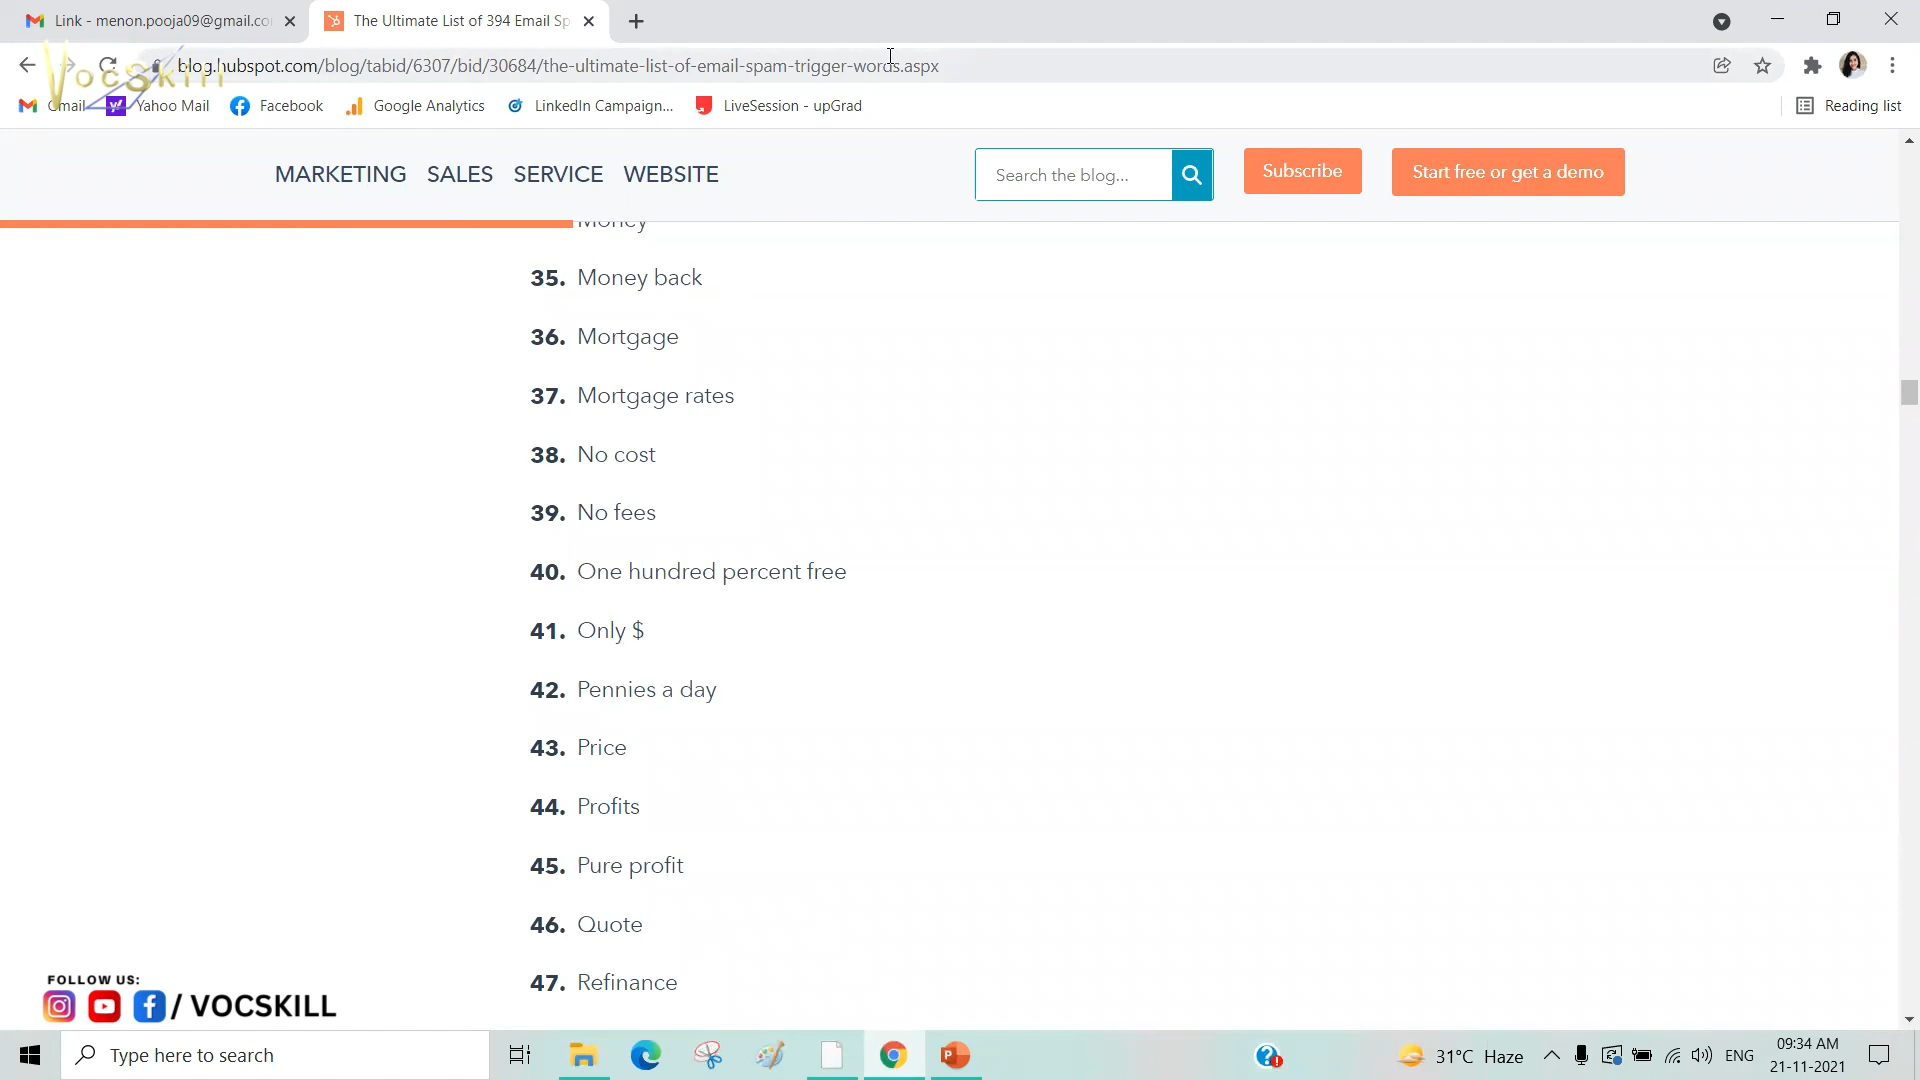 Link - menon.pooja09@gmail.co
The Ultimate List of 394 Email Sp
VocSkill
blog.hubspot.com/blog/tabid/6307/bid/30684/the-ultimate-list-of-email-spam-trigger-words.aspx
Gmail
Yahoo Mail
Facebook
Google Analytics
LinkedIn Campaign...
LiveSession - upGrad
Reading list
MARKETING SALES SERVICE WEBSITE
Search the blog...
Subscribe
Start free or get a demo
Money
35. Money back
36. Mortgage
37. Mortgage rates
38. No cost
39. No fees
40. One hundred percent free
41. Only $
42. Pennies a day
43. Price
44. Profits
45. Pure profit
46. Quote
47. Refinance
FOLLOW US:
/ VOCSKILL
Type here to search
31°C Haze
ENG
09:34 AM
21-11-2021